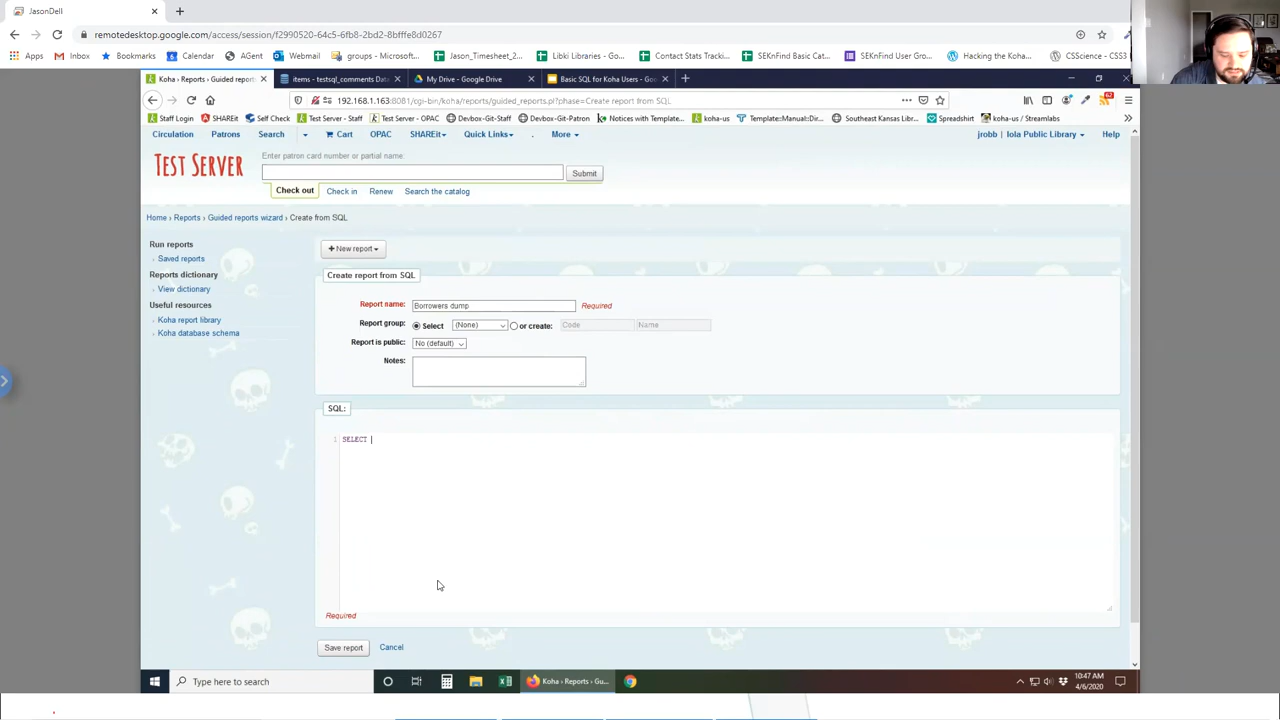 JasonDell
remotedesktop.google.com/access/session/f2990520-64c5-6fb8-2bd2-8bfffe8d0267
Apps Inbox Bookmarks Calendar AGent Webmail groups - Microsoft... Jason_Timesheet_2... Libki Libraries - Go... Contact Stats Tracki... SEKnFind Basic Cat... SEKnFind User Group Hacking the Koha... CSScience - CSS3
Koha › Reports › Guided reports items - testsql_comments Dat My Drive - Google Drive Basic SQL for Koha Users - Goo
192.168.1.163:8081/cgi-bin/koha/reports/guided_reports.pl?phase=Create report from SQL
Staff Login SHAREit Self Check Test Server - Staff Test Server - OPAC Devbox-Git-Staff Devbox-Git-Patron Notices with Template... koha-us Template::Manual::Dir... Southeast Kansas Libr... Spreadshirt koha-us / Streamlabs
Circulation Patrons Search Cart OPAC SHAREit Quick Links . More jrobb | Iola Public Library Help
TEST SERVER
Enter patron card number or partial name:
Submit
Check out Check in Renew Search the catalog
Home › Reports › Guided reports wizard › Create from SQL
Run reports
Saved reports
Reports dictionary
View dictionary
Useful resources
Koha report library
Koha database schema
+ New report
Create report from SQL
Report name: Borrowers dump Required
Report group: Select (None) or create: Code Name
Report is public: No (default)
Notes:
SQL:
1 SELECT
Required
Save report Cancel
Type here to search
Koha › Reports › Gu...
10:47 AM
4/6/2020